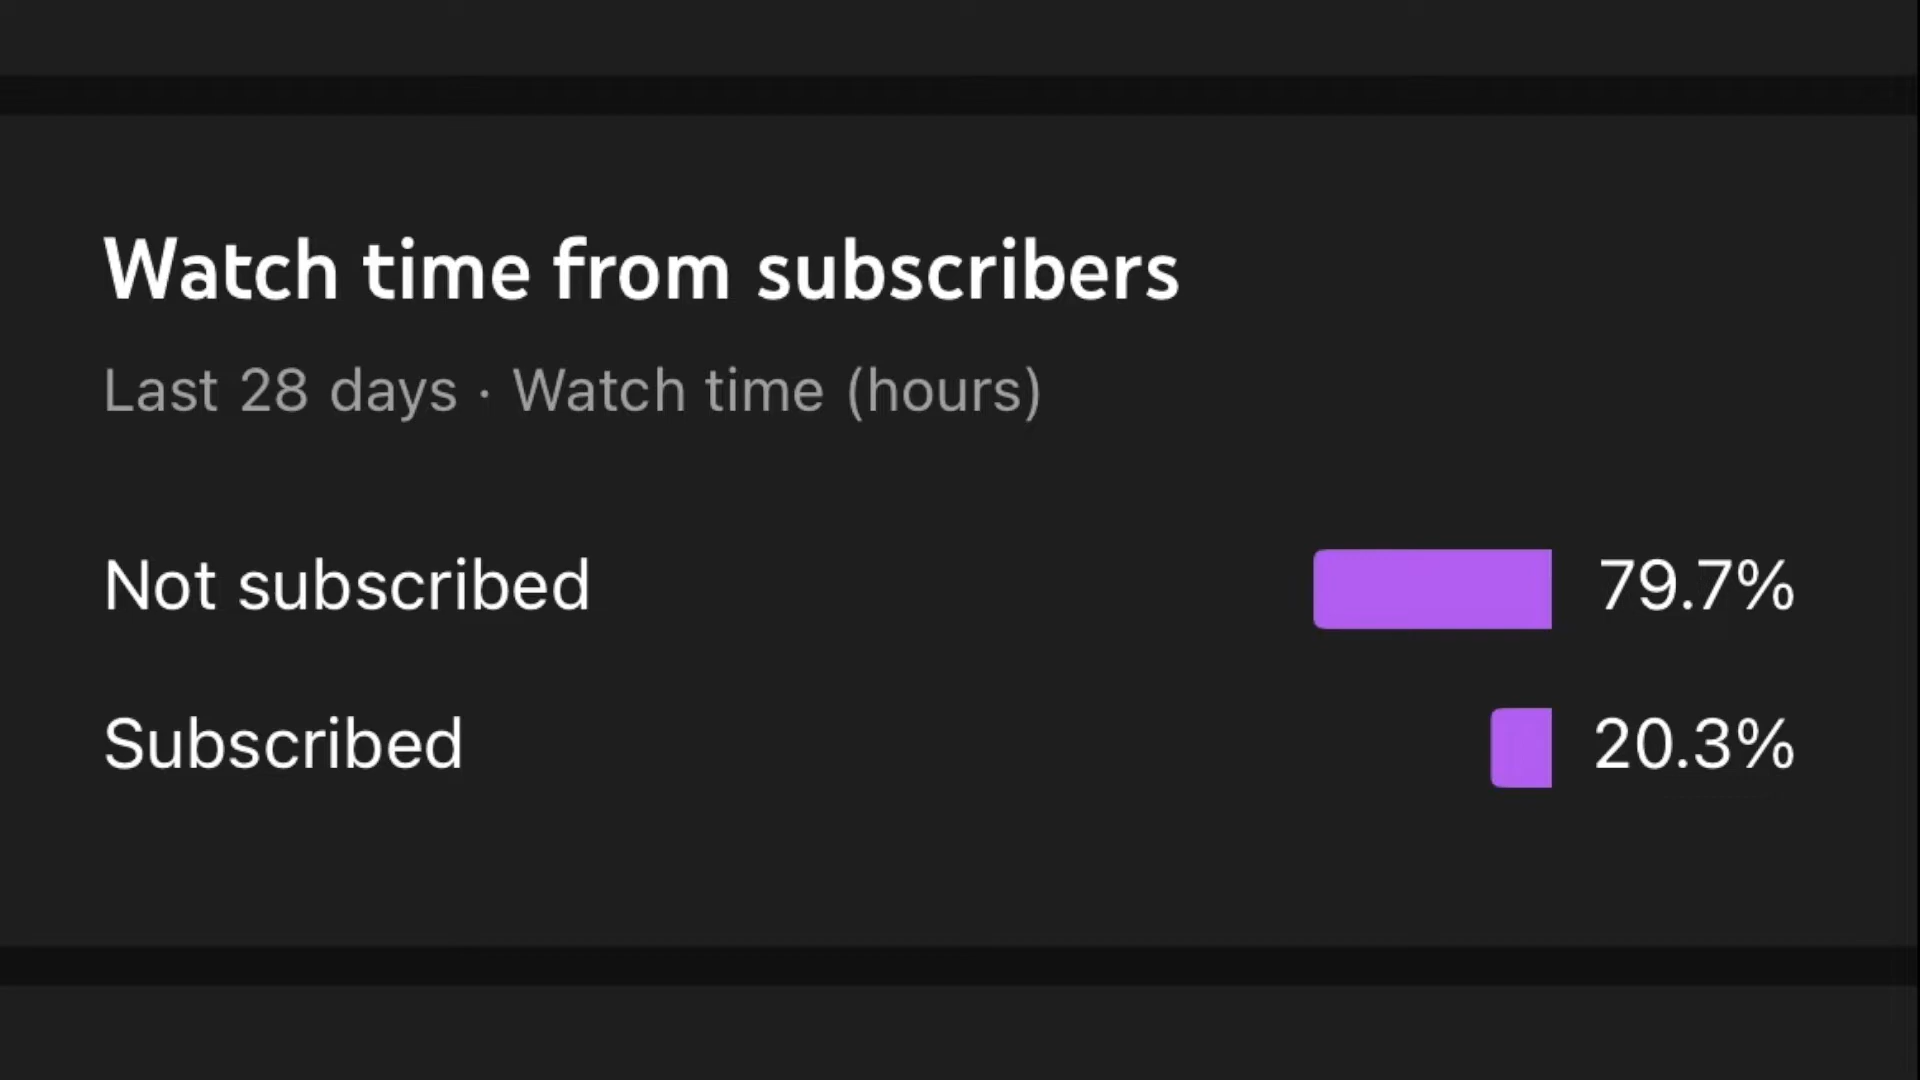 Watch time from subscribers
Last 28 days · Watch time (hours)
Not subscribed 79.7%
Subscribed 20.3%